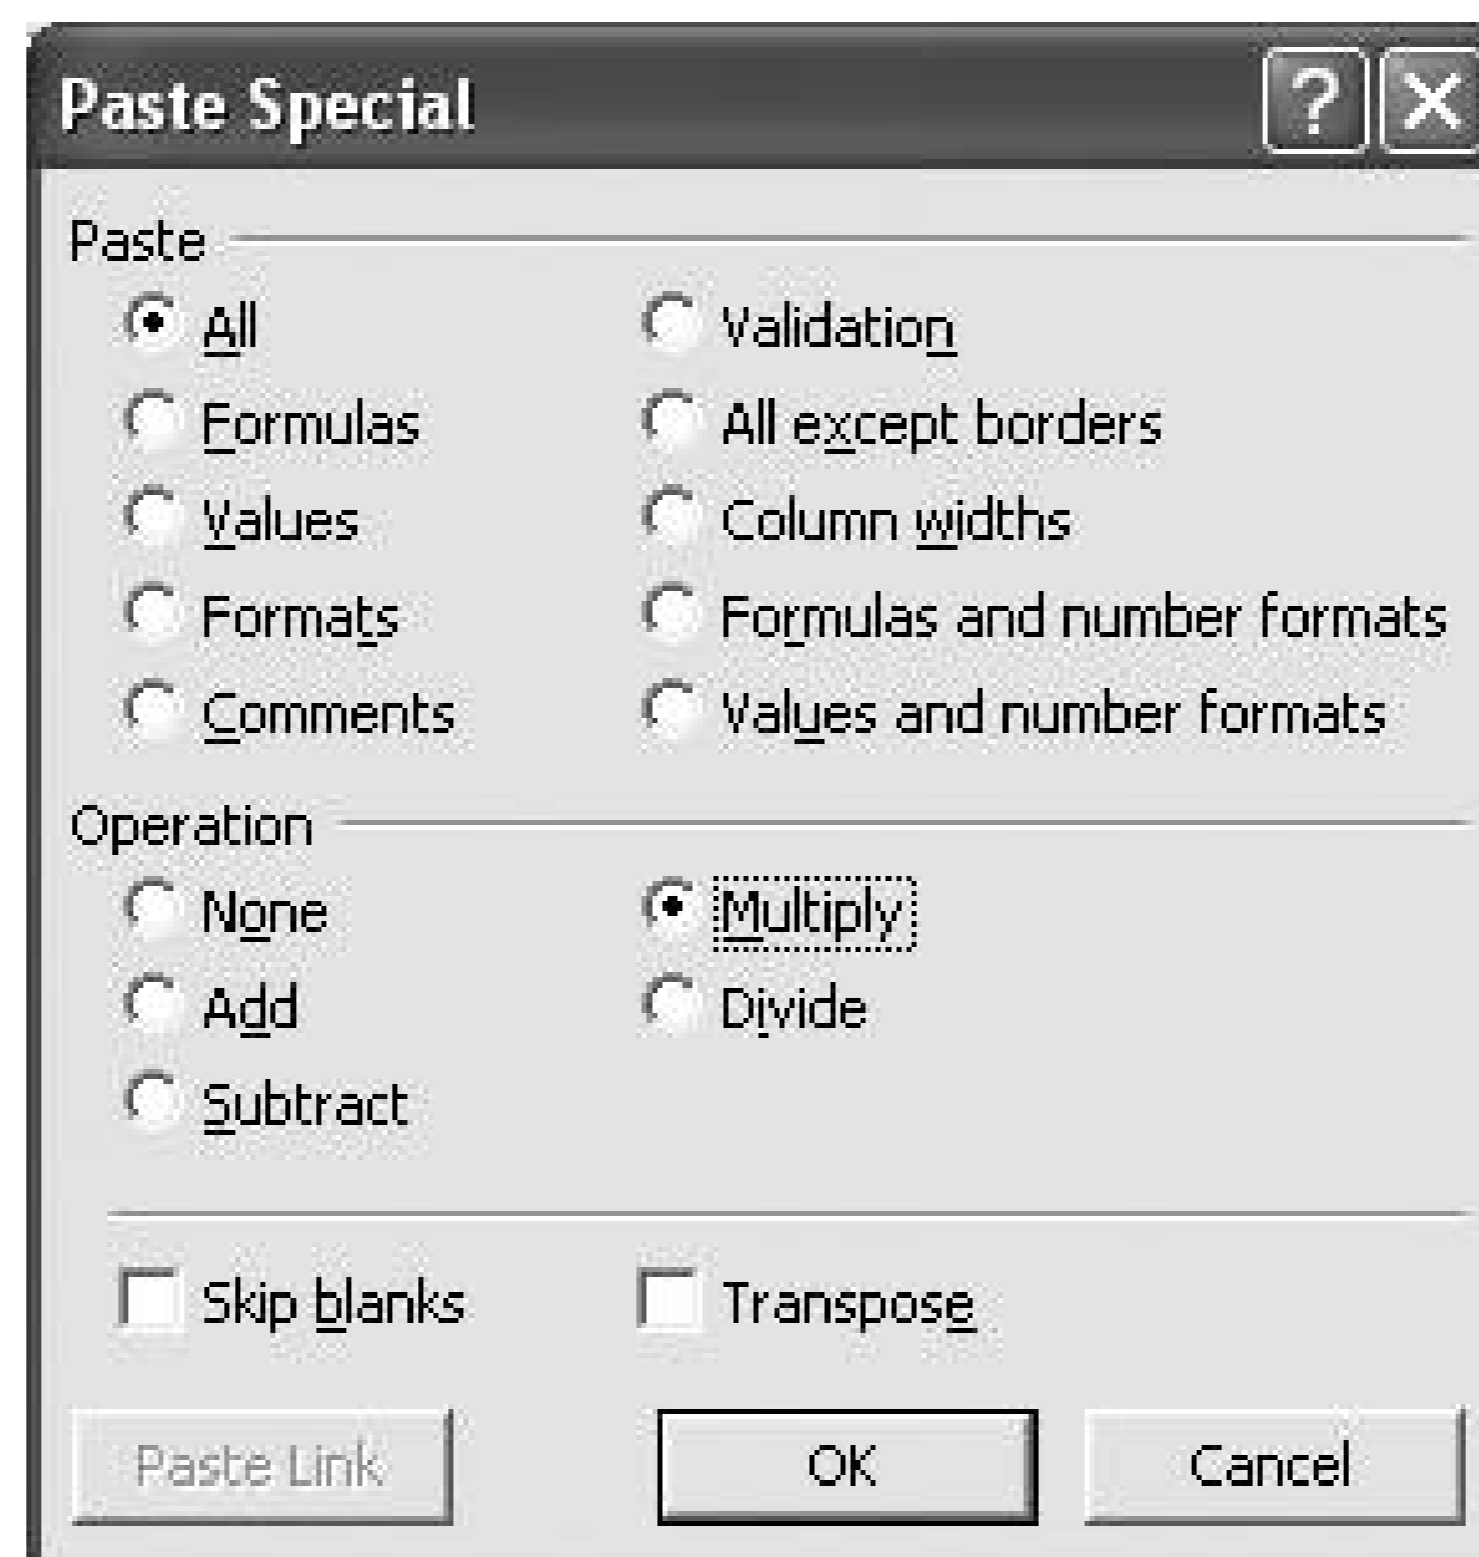 Paste Special
Paste
All
Validation
Formulas
All except borders
Values
Column widths
Formats
Formulas and number formats
Comments
Values and number formats
Operation
None
Multiply
Add
Divide
Subtract
Skip blanks
Transpose
Paste Link
OK
Cancel